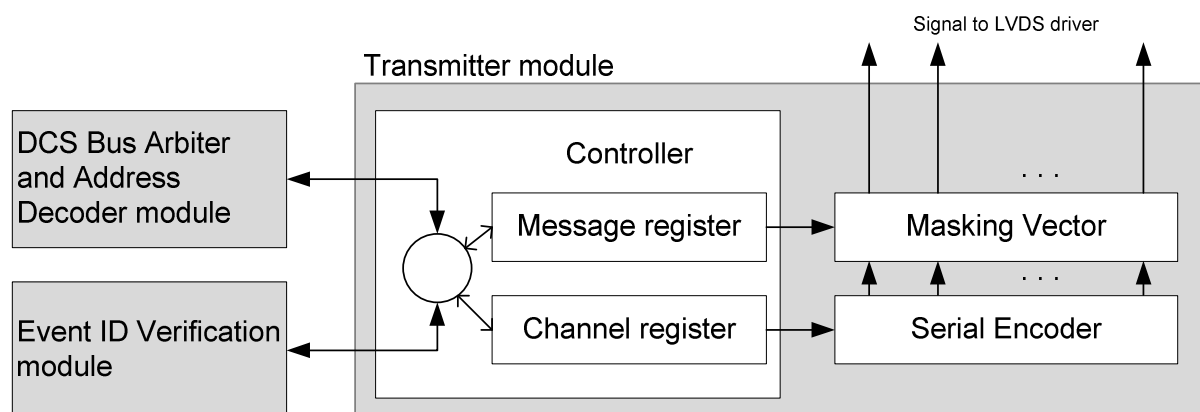 Signal to LVDS driver
Transmitter module
DCS Bus Arbiter
and Address
Decoder module
Controller
. . .
Message register
Masking Vector
. . .
Event ID Verification
module
Channel register
Serial Encoder